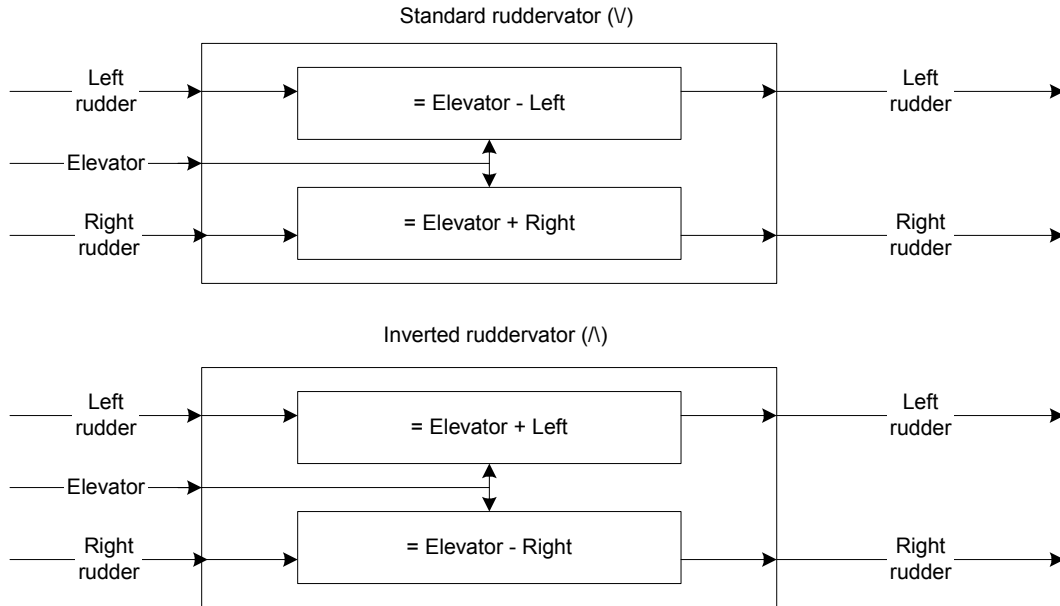 Standard ruddervator (\/)
Left
rudder
= Elevator - Left
Left
rudder
Elevator
Right
rudder
= Elevator + Right
Right
rudder
Inverted ruddervator (/\)
Left
rudder
= Elevator + Left
Left
rudder
Elevator
Right
rudder
= Elevator - Right
Right
rudder